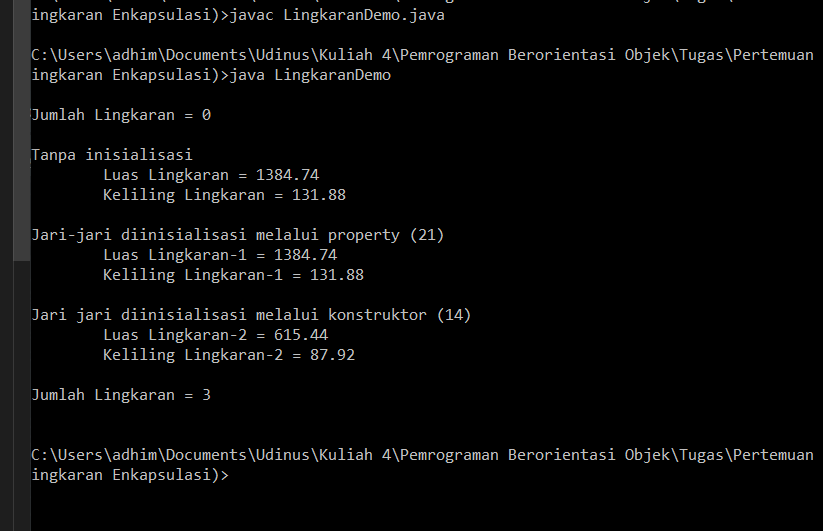 ingkaran Enkapsulasi)>javac LingkaranDemo.java
C:\Users\adhim\Documents\Udinus\Kuliah 4\Pemrograman Berorientasi Objek\Tugas\Pertemuan
ingkaran Enkapsulasi)>java LingkaranDemo
Jumlah Lingkaran = 0
Tanpa inisialisasi
Luas Lingkaran = 1384.74
Keliling Lingkaran = 131.88
Jari-jari diinisialisasi melalui property (21)
Luas Lingkaran-1 = 1384.74
Keliling Lingkaran-1 = 131.88
Jari jari diinisialisasi melalui konstruktor (14)
Luas Lingkaran-2 = 615.44
Keliling Lingkaran-2 = 87.92
Jumlah Lingkaran = 3
C:\Users\adhim\Documents\Udinus\Kuliah 4\Pemrograman Berorientasi Objek\Tugas\Pertemuan
ingkaran Enkapsulasi)>